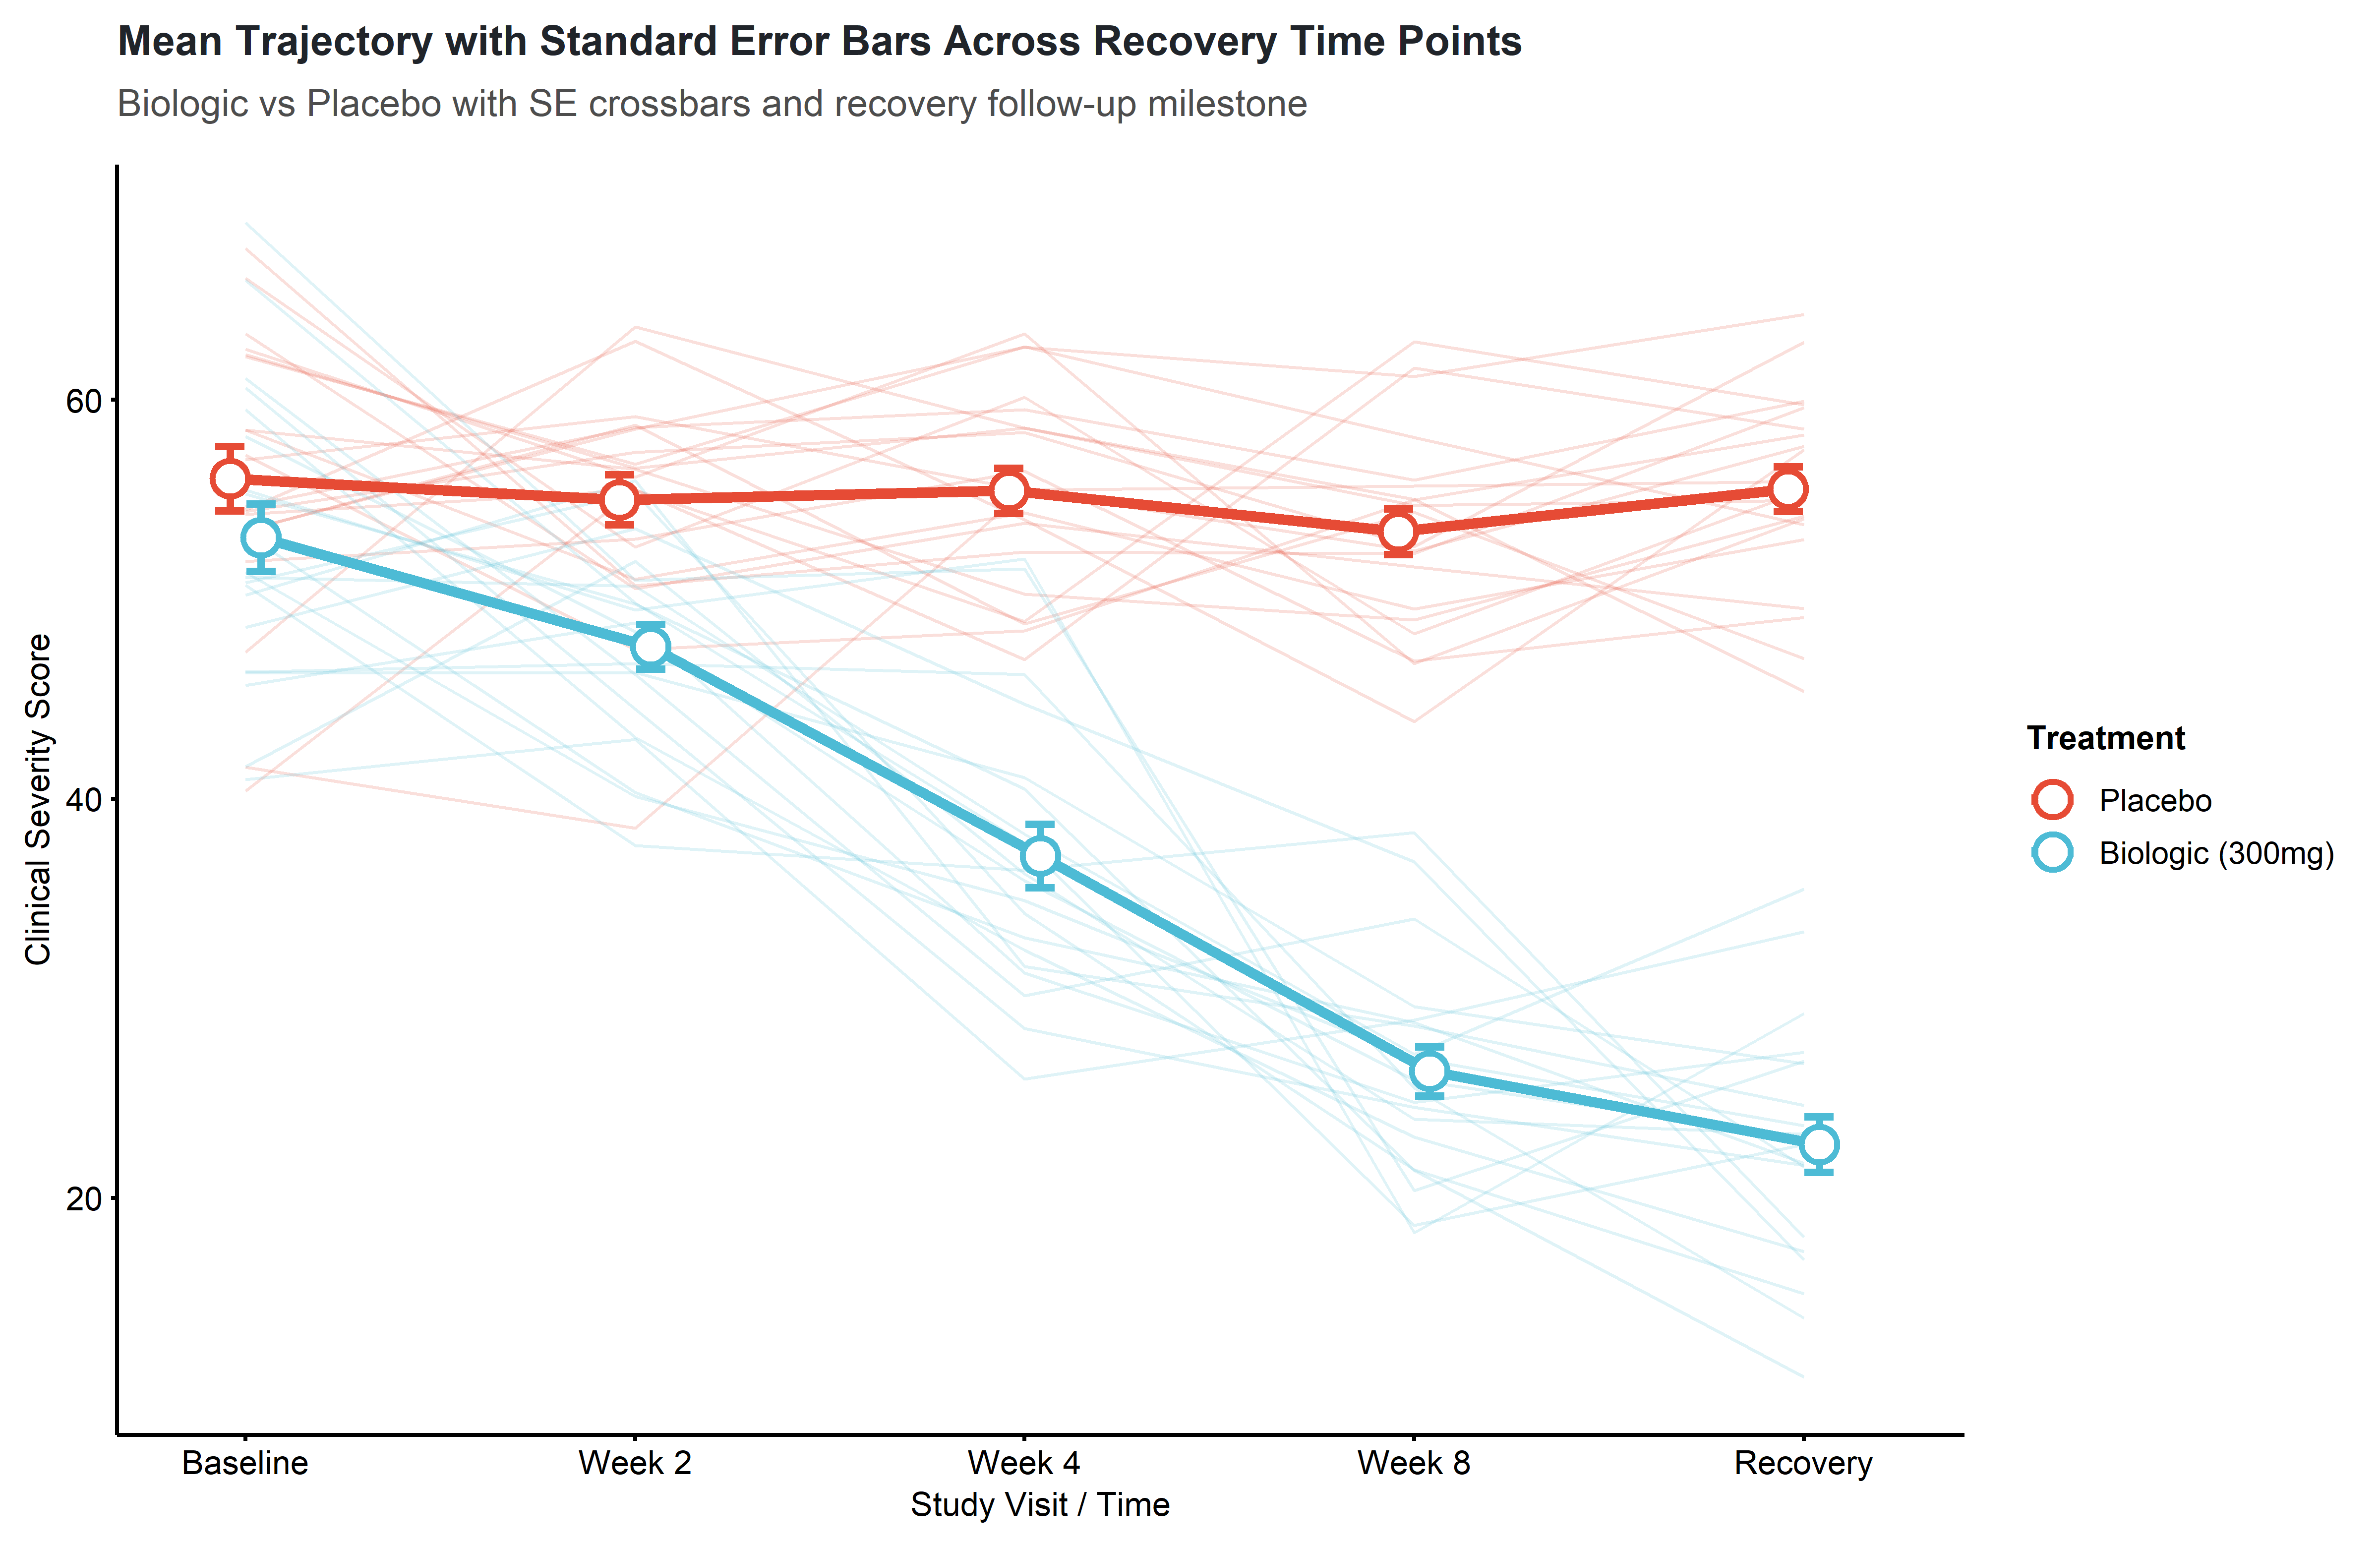 Mean Trajectory with Standard Error Bars Across Recovery Time Points
Biologic vs Placebo with SE crossbars and recovery follow-up milestone
Clinical Severity Score
60
40
20
Baseline
Week 2
Week 4
Week 8
Recovery
Study Visit / Time
Treatment
Placebo
Biologic (300mg)